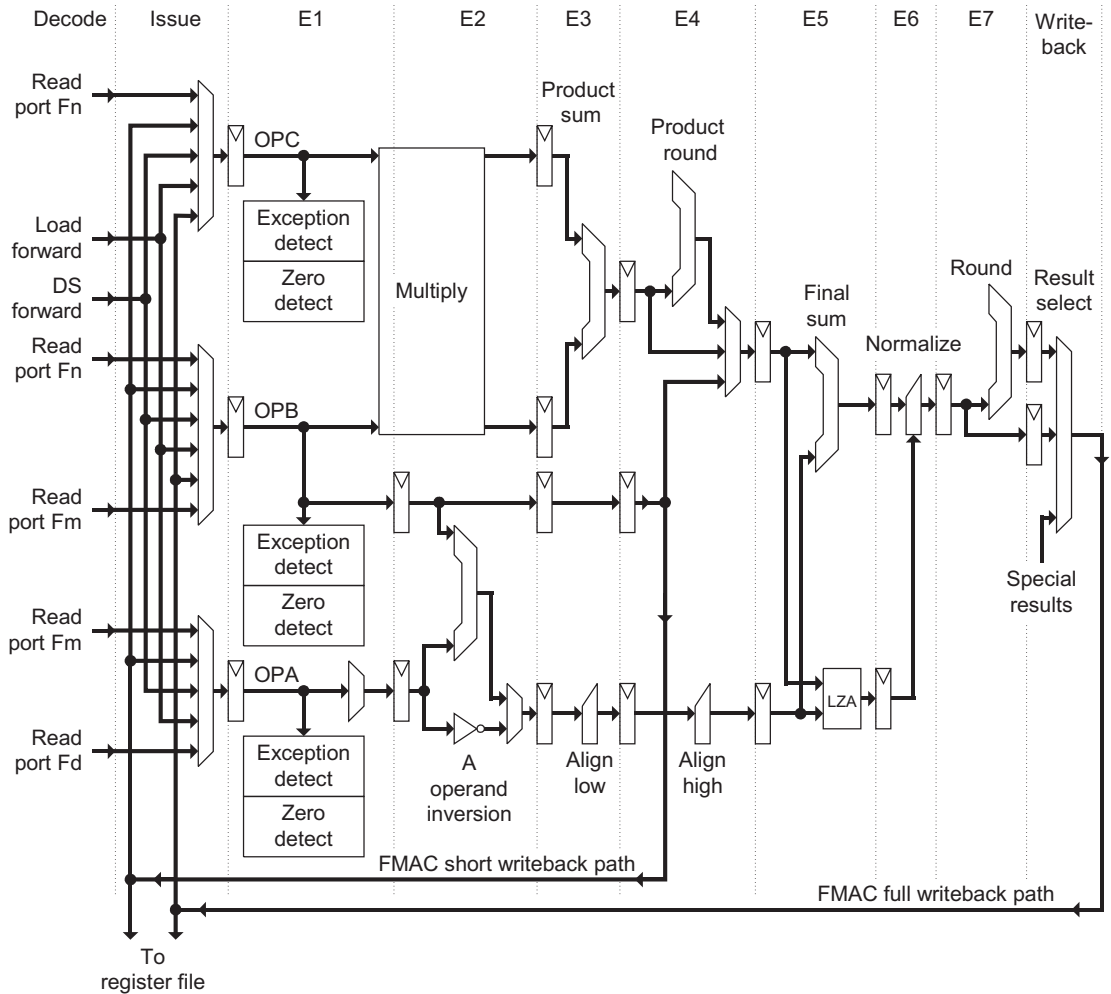 Decode
Issue
E1
E2
E3
E4
E5
E6
E7
Write-
back
Read
port Fn
Product
sum
Product
round
OPC
Exception
detect
Zero
detect
Load
forward
DS
forward
Multiply
Round
Result
select
Final
sum
Read
port Fn
Normalize
OPB
Read
port Fm
Exception
detect
Zero
detect
Special
results
Read
port Fm
OPA
LZA
Read
port Fd
Exception
detect
Zero
detect
A
operand
inversion
Align
low
Align
high
FMAC short writeback path
FMAC full writeback path
To
register file